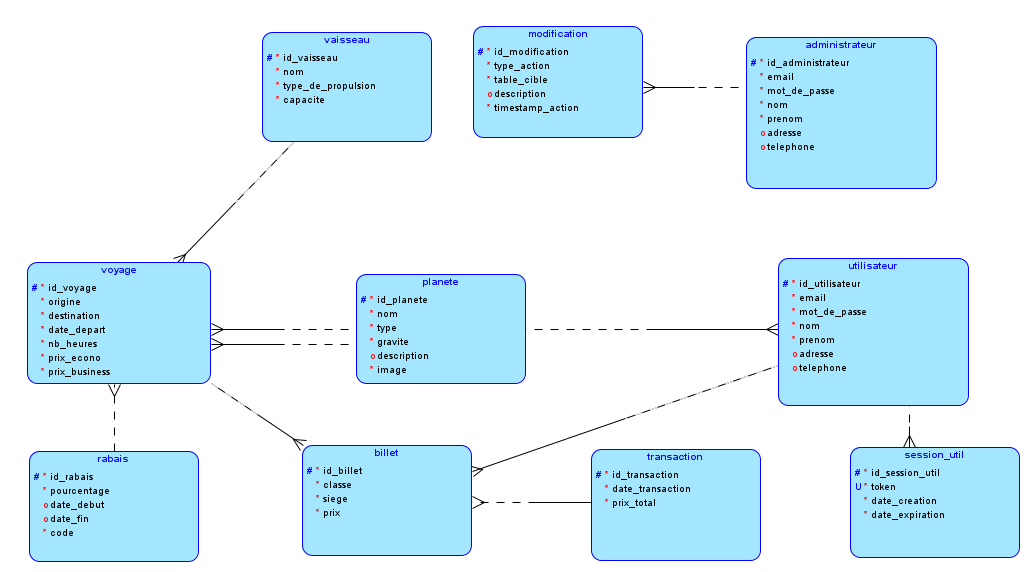 vaisseau
# * id_vaisseau
* nom
* type_de_propulsion
* capacite
modification
# * id_modification
* type_action
* table_cible
o description
* timestamp_action
administrateur
# * id_administrateur
* email
* mot_de_passe
* nom
* prenom
o adresse
o telephone
voyage
# * id_voyage
* origine
* destination
* date_depart
* nb_heures
* prix_econo
* prix_business
planete
# * id_planete
* nom
* type
* gravite
o description
* image
utilisateur
# * id_utilisateur
* email
* mot_de_passe
* nom
* prenom
o adresse
o telephone
rabais
# * id_rabais
* pourcentage
o date_debut
o date_fin
* code
billet
# * id_billet
* classe
* siege
* prix
transaction
# * id_transaction
* date_transaction
* prix_total
session_util
# * id_session_util
U * token
* date_creation
* date_expiration